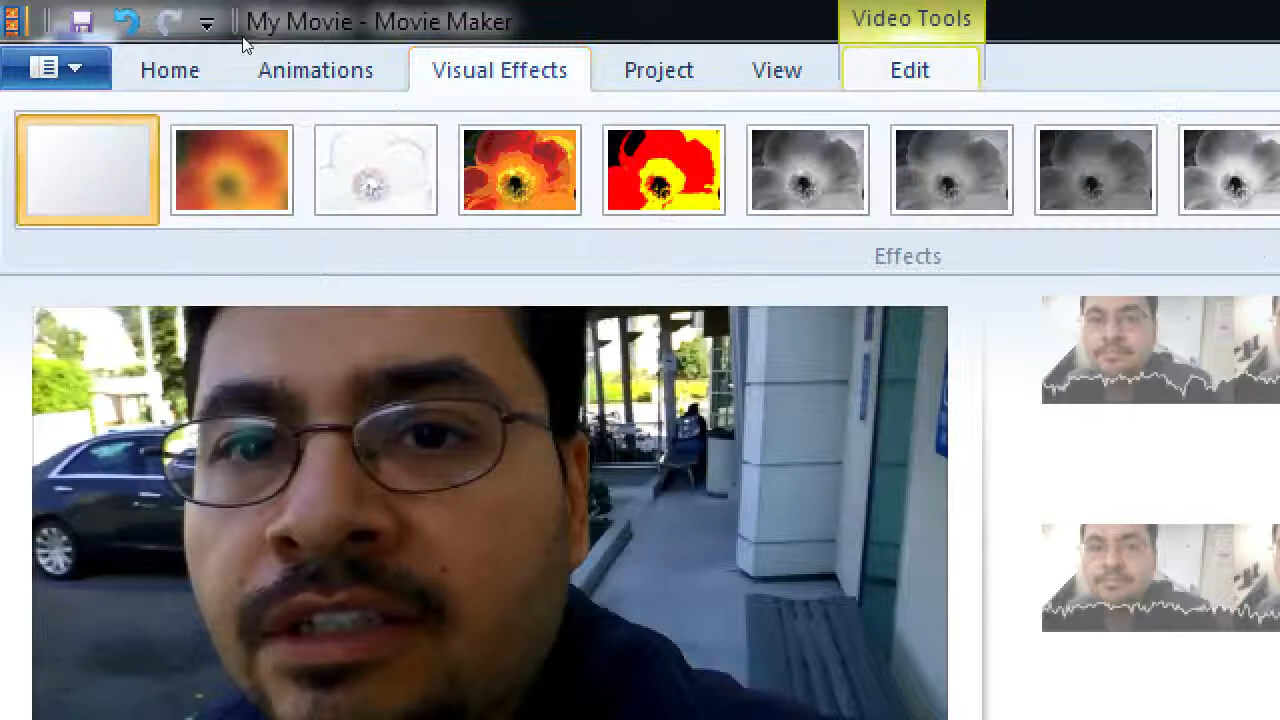 My Movie - Movie Maker
Video Tools
Home
Animations
Visual Effects
Project
View
Edit
Effects